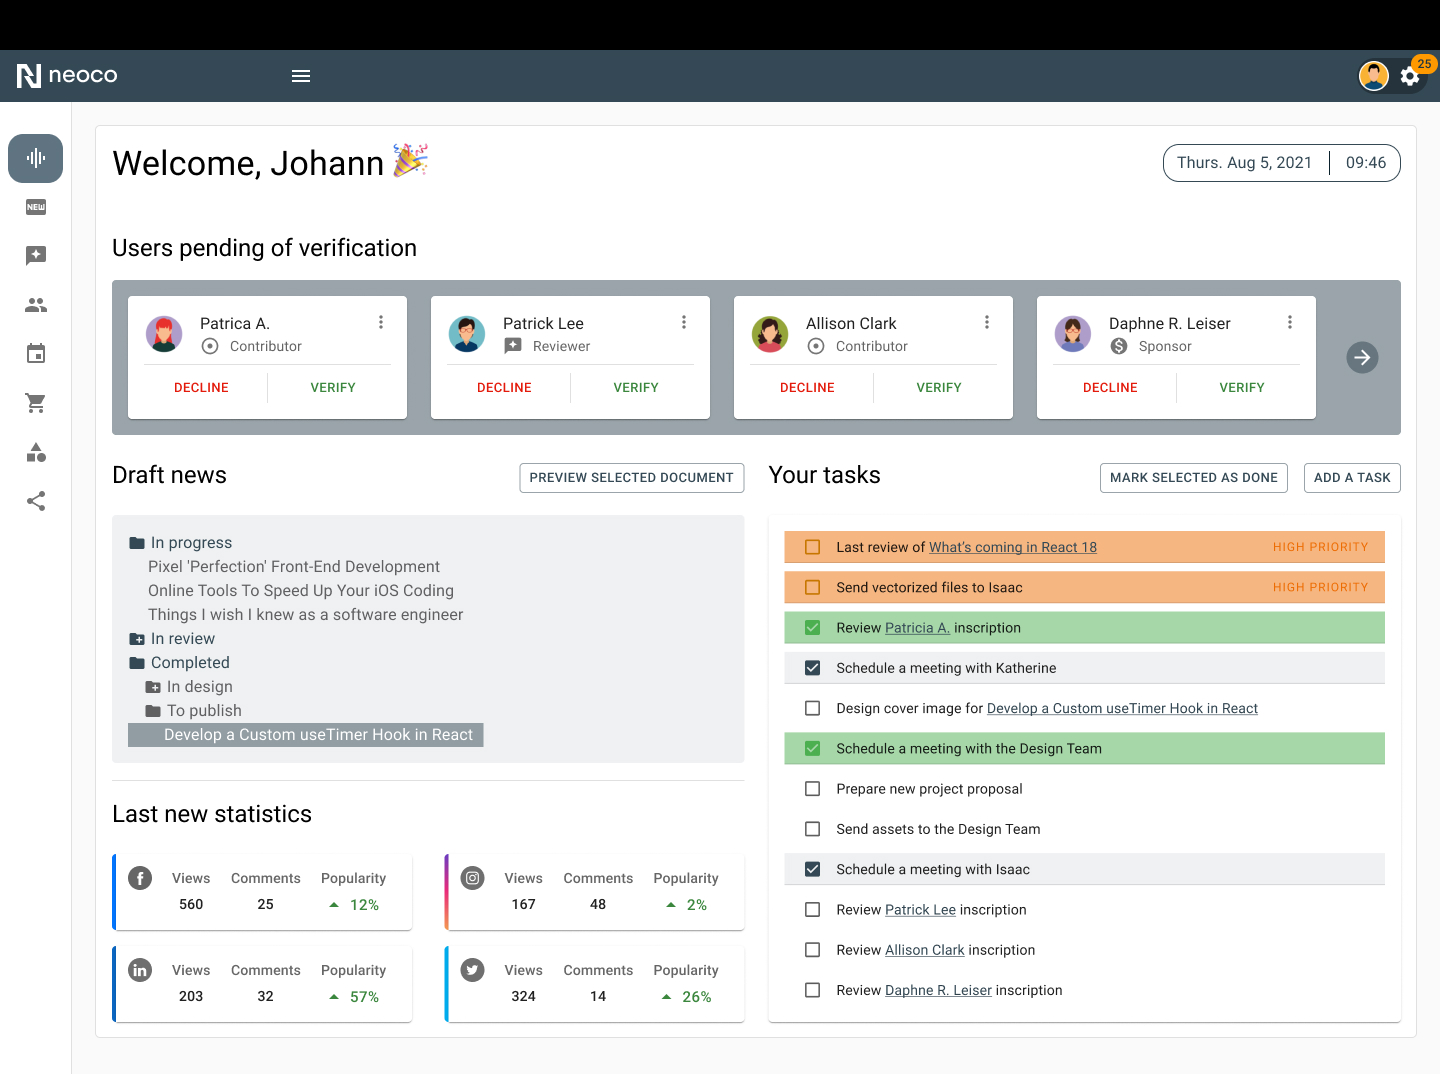 neoco
25
NEW
Welcome, Johann
Thurs. Aug 5, 2021 09:46
Users pending of verification
Patrica A.
Contributor
DECLINE VERIFY
Patrick Lee
Reviewer
DECLINE VERIFY
Allison Clark
Contributor
DECLINE VERIFY
Daphne R. Leiser
Sponsor
DECLINE VERIFY
Draft news
PREVIEW SELECTED DOCUMENT
In progress
Pixel 'Perfection' Front-End Development
Online Tools To Speed Up Your iOS Coding
Things I wish I knew as a software engineer
In review
Completed
In design
To publish
Develop a Custom useTimer Hook in React
Last new statistics
Views Comments Popularity
560 25 12%
Views Comments Popularity
167 48 2%
in
Views Comments Popularity
203 32 57%
Views Comments Popularity
324 14 26%
Your tasks
MARK SELECTED AS DONE
ADD A TASK
Last review of What's coming in React 18 HIGH PRIORITY
Send vectorized files to Isaac HIGH PRIORITY
Review Patricia A. inscription
Schedule a meeting with Katherine
Design cover image for Develop a Custom useTimer Hook in React
Schedule a meeting with the Design Team
Prepare new project proposal
Send assets to the Design Team
Schedule a meeting with Isaac
Review Patrick Lee inscription
Review Allison Clark inscription
Review Daphne R. Leiser inscription